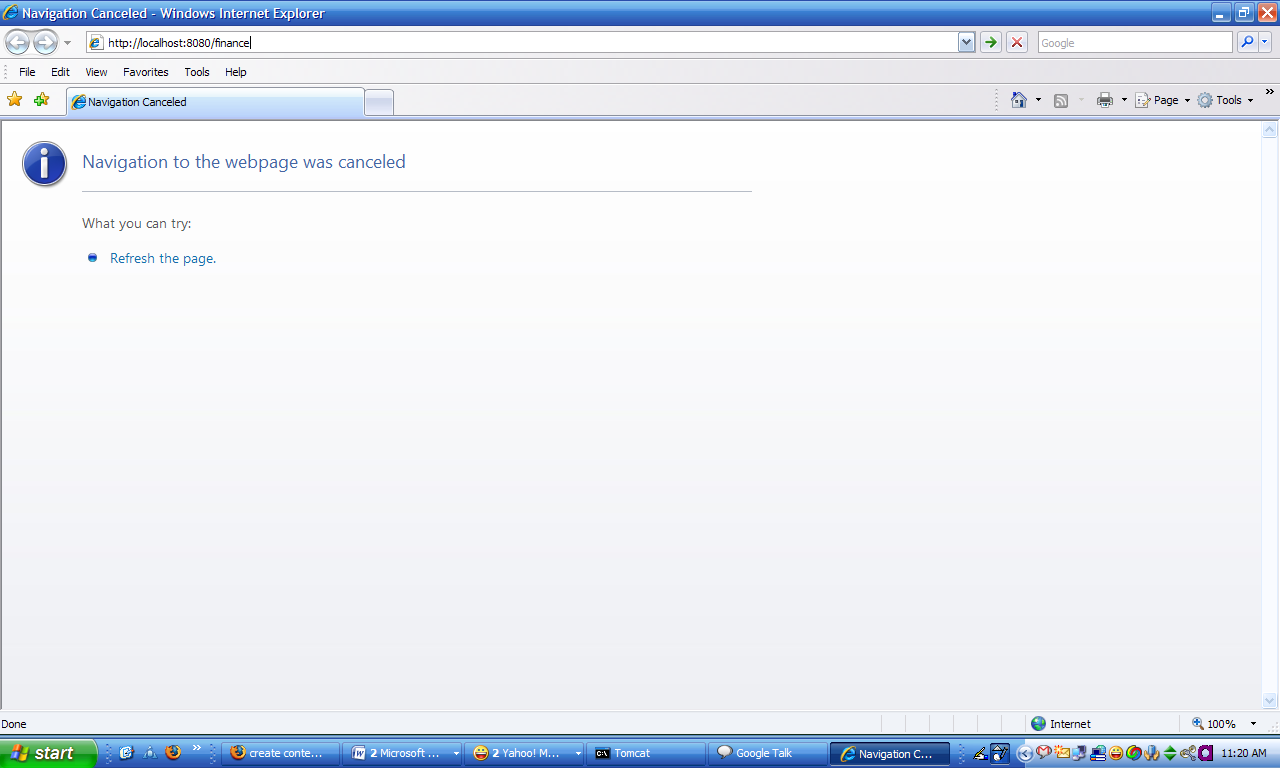 Navigation Canceled - Windows Internet Explorer
http://localhost:8080/finance
Google
File Edit View Favorites Tools Help
Navigation Canceled
Page Tools »
Navigation to the webpage was canceled
What you can try:
Refresh the page.
Done Internet 100%
start » create conte... 2 Microsoft ... 2 Yahoo! M... C:\ Tomcat Google Talk Navigation C... 11:20 AM